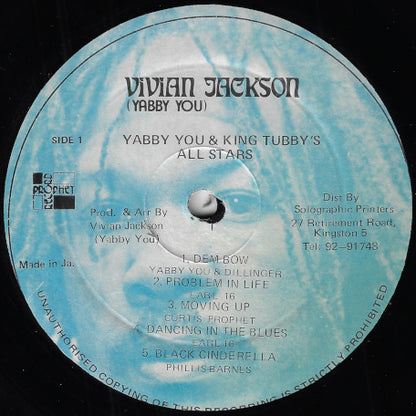 VIVIAN JACKSON
(YABBY YOU)
SIDE 1
YABBY YOU & KING TUBBY'S
ALL STARS
PROPHET
RECORD
Prod. & Arr By
Vivian Jackson
(Yabby You)
Dist By
Solographic Printers
27 Retirement Road,
Kingston 5
Tel: 92-91748
Made in Ja.
1. DEM BOW
YABBY YOU & DILLINGER
2. PROBLEM IN LIFE
EARL 16
3. MOVING UP
CURTIS PROPHET
4. DANCING IN THE BLUES
EARL 16
5. BLACK CINDERELLA
PHILLIS BARNES
UNAUTHORISED COPYING OF THIS RECORDING IS STRICTLY PROHIBITED